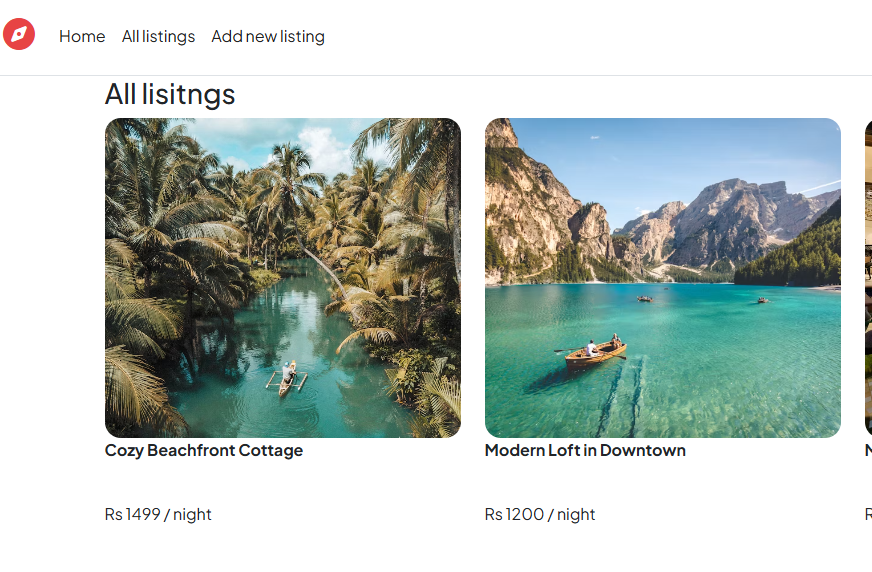 Home All listings Add new listing
All lisitngs
Cozy Beachfront Cottage
Modern Loft in Downtown
Rs 1499 / night
Rs 1200 / night